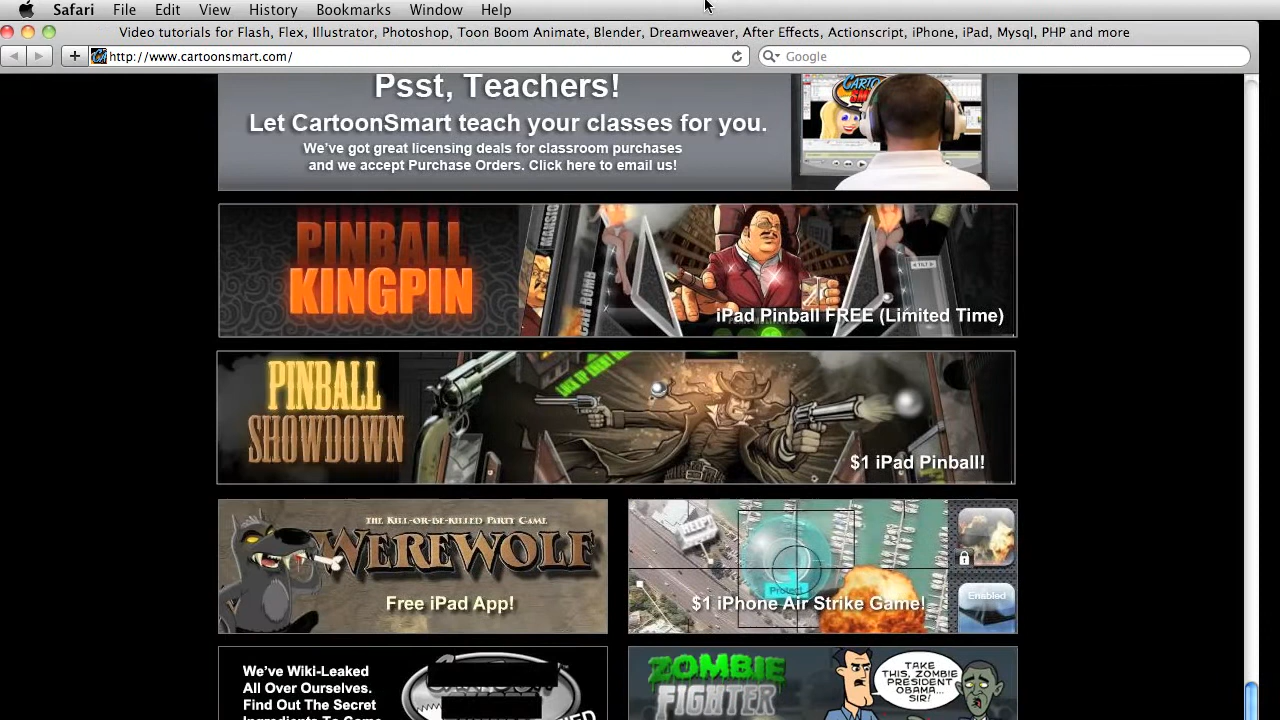 Safari File Edit View History Bookmarks Window Help
Video tutorials for Flash, Flex, Illustrator, Photoshop, Toon Boom Animate, Blender, Dreamweaver, After Effects, Actionscript, iPhone, iPad, Mysql, PHP and more
http://www.cartoonsmart.com/
Google
Psst, Teachers!
Let CartoonSmart teach your classes for you.
We've got great licensing deals for classroom purchases
and we accept Purchase Orders. Click here to email us!
PINBALL
KINGPIN
TILT
iPad Pinball FREE (Limited Time)
PINBALL
SHOWDOWN
$1 iPad Pinball!
THE KILL-OR-BE-KILLED PARTY GAME
WEREWOLF
Free iPad App!
HELP?
Protect
Enabled
$1 iPhone Air Strike Game!
We've Wiki-Leaked
All Over Ourselves.
Find Out The Secret
ZOMBIE
FIGHTER
TAKE
THIS, ZOMBIE
PRESIDENT
OBAMA...
SIR!